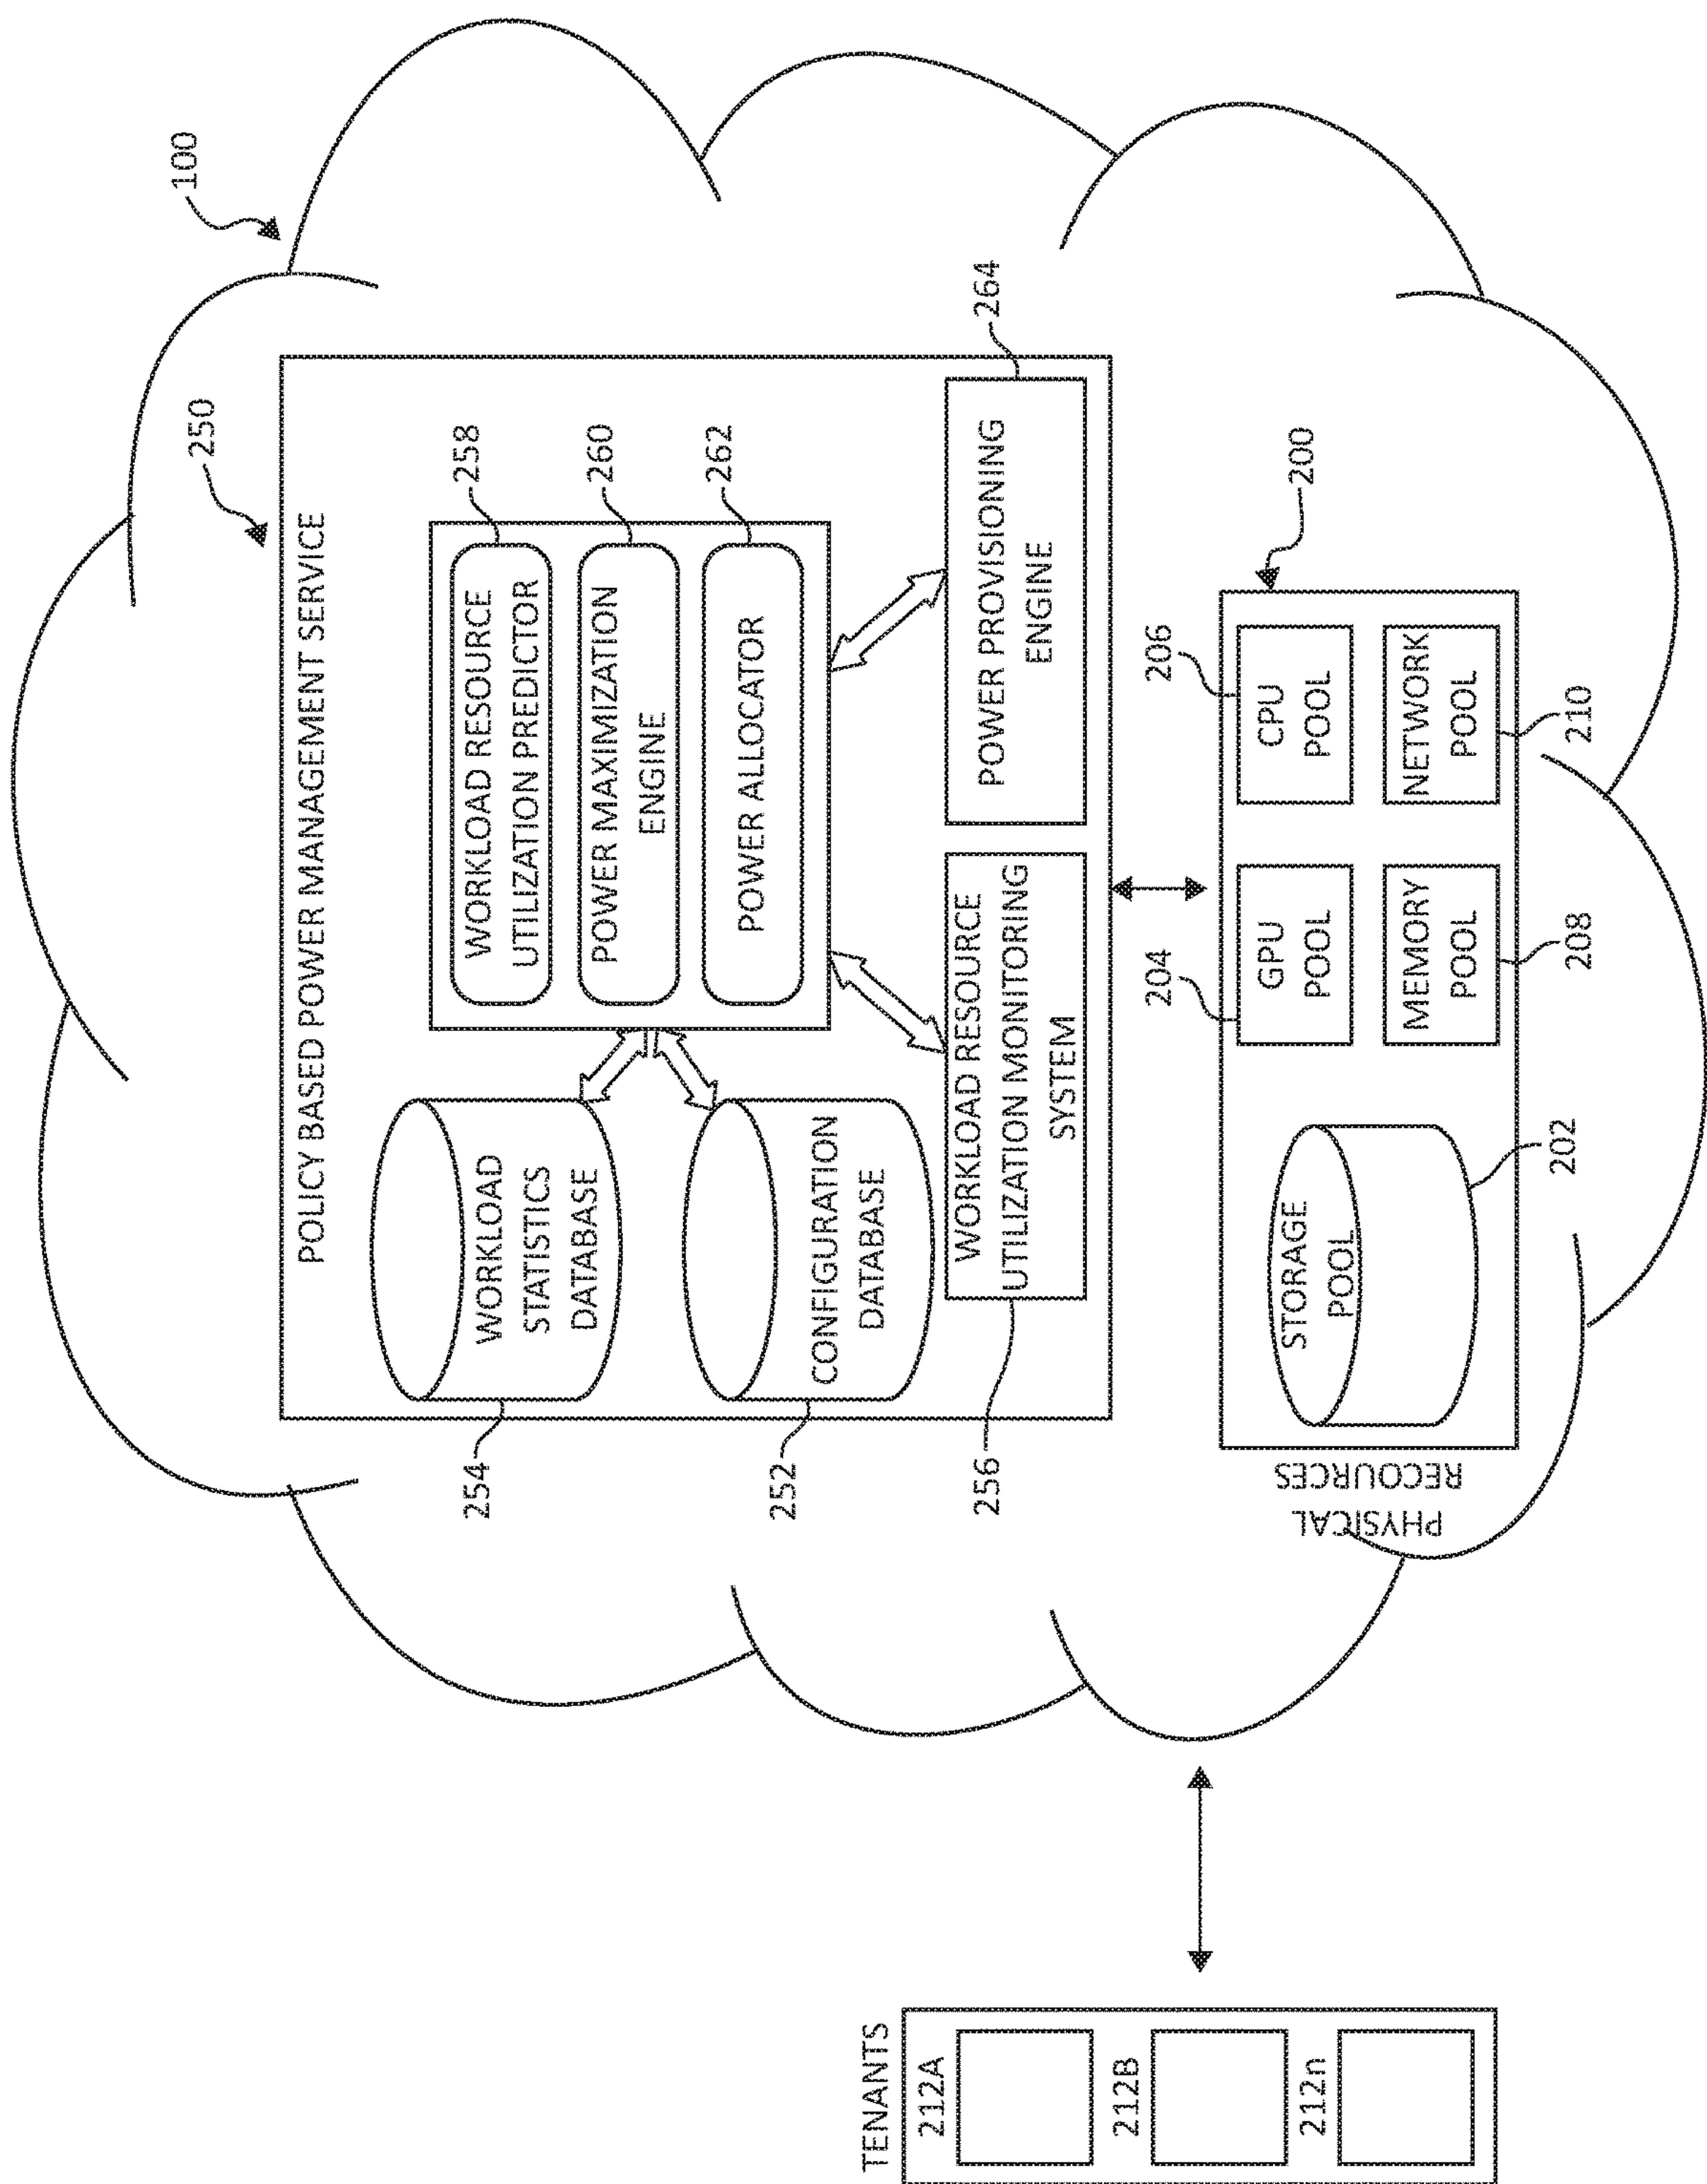 100
250
POLICY BASED POWER MANAGEMENT SERVICE
254
WORKLOAD
STATISTICS
DATABASE
252
CONFIGURATION
DATABASE
WORKLOAD RESOURCE
UTILIZATION PREDICTOR
258
POWER MAXIMIZATION
ENGINE
260
POWER ALLOCATOR
262
256
WORKLOAD RESOURCE
UTILIZATION MONITORING
SYSTEM
POWER PROVISIONING
ENGINE
264
TENANTS
212A
212B
212n
PHYSICAL
RECOURCES
200
STORAGE
POOL
202
204
GPU
POOL
206
CPU
POOL
MEMORY
POOL
208
NETWORK
POOL
210